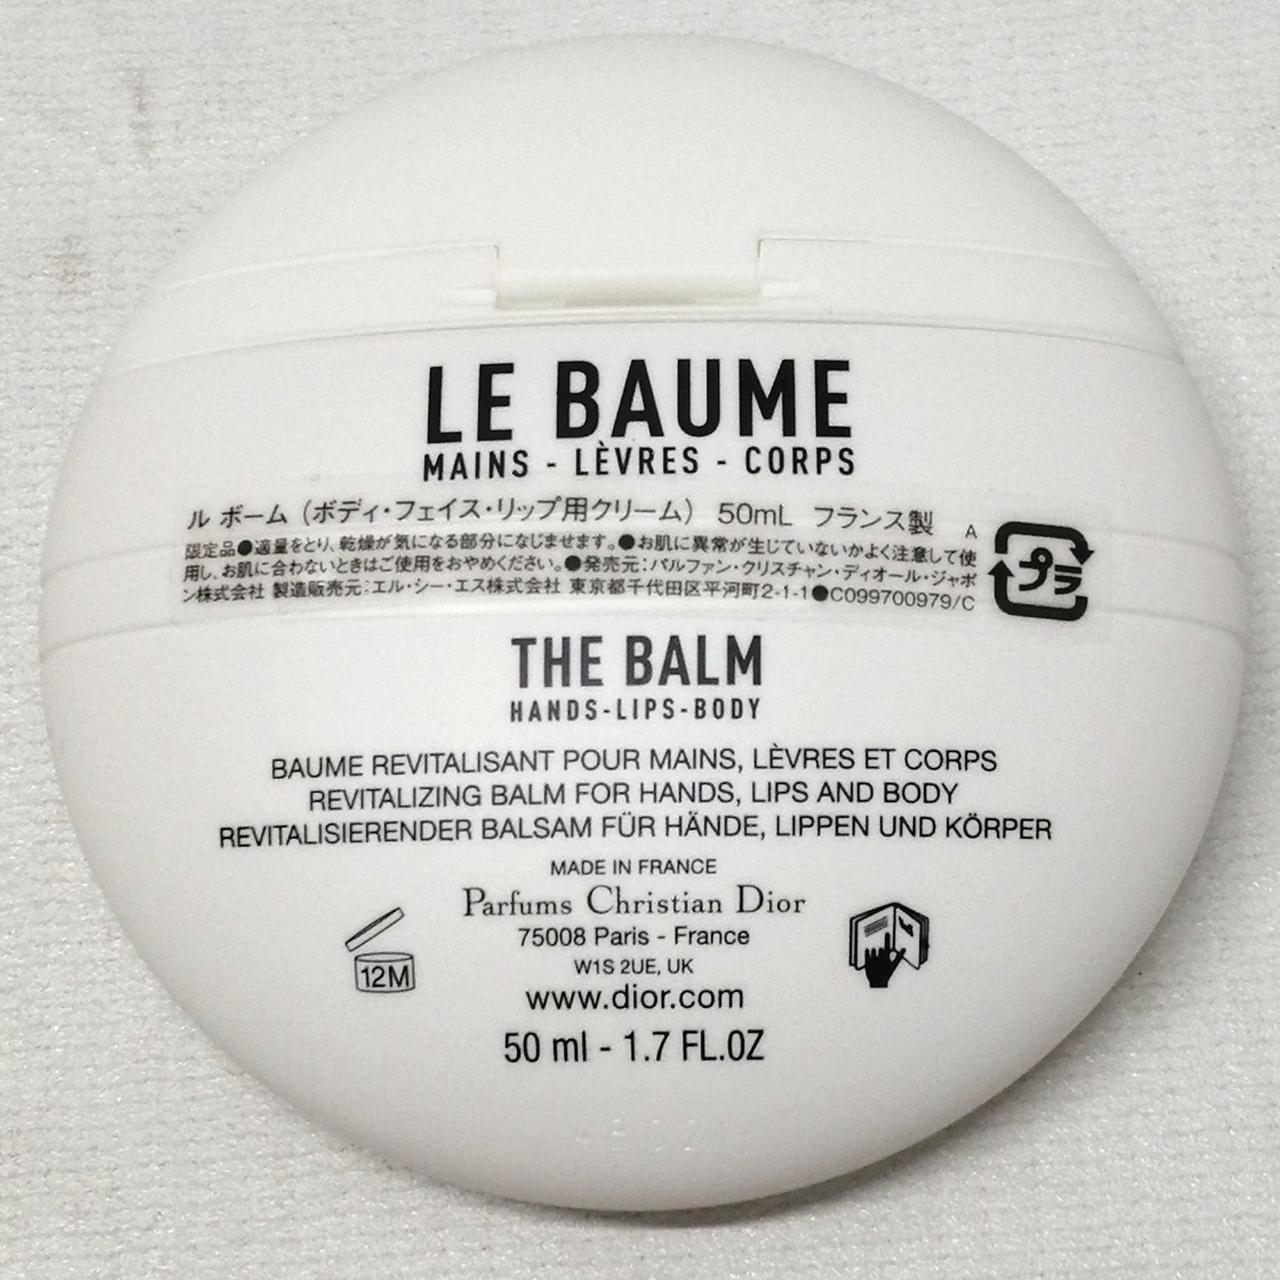 LE BAUME
MAINS - LÈVRES - CORPS
ル ボーム（ボディ・フェイス・リップ用クリーム） 50mL フランス製 A
限定品●適量をとり、乾燥が気になる部分になじませます。●お肌に異常が生じていないかよく注意して使
用し、お肌に合わないときはご使用をおやめください。●発売元：パルファン・クリスチャン・ディオール・ジャポ
ン株式会社 製造販売元：エル・シー・エス株式会社 東京都千代田区平河町2-1-1●C099700979/C
プラ
THE BALM
HANDS-LIPS-BODY
BAUME REVITALISANT POUR MAINS, LÈVRES ET CORPS
REVITALIZING BALM FOR HANDS, LIPS AND BODY
REVITALISIERENDER BALSAM FÜR HÄNDE, LIPPEN UND KÖRPER
MADE IN FRANCE
Parfums Christian Dior
75008 Paris - France
W1S 2UE, UK
12M
www.dior.com
50 ml - 1.7 FL.OZ